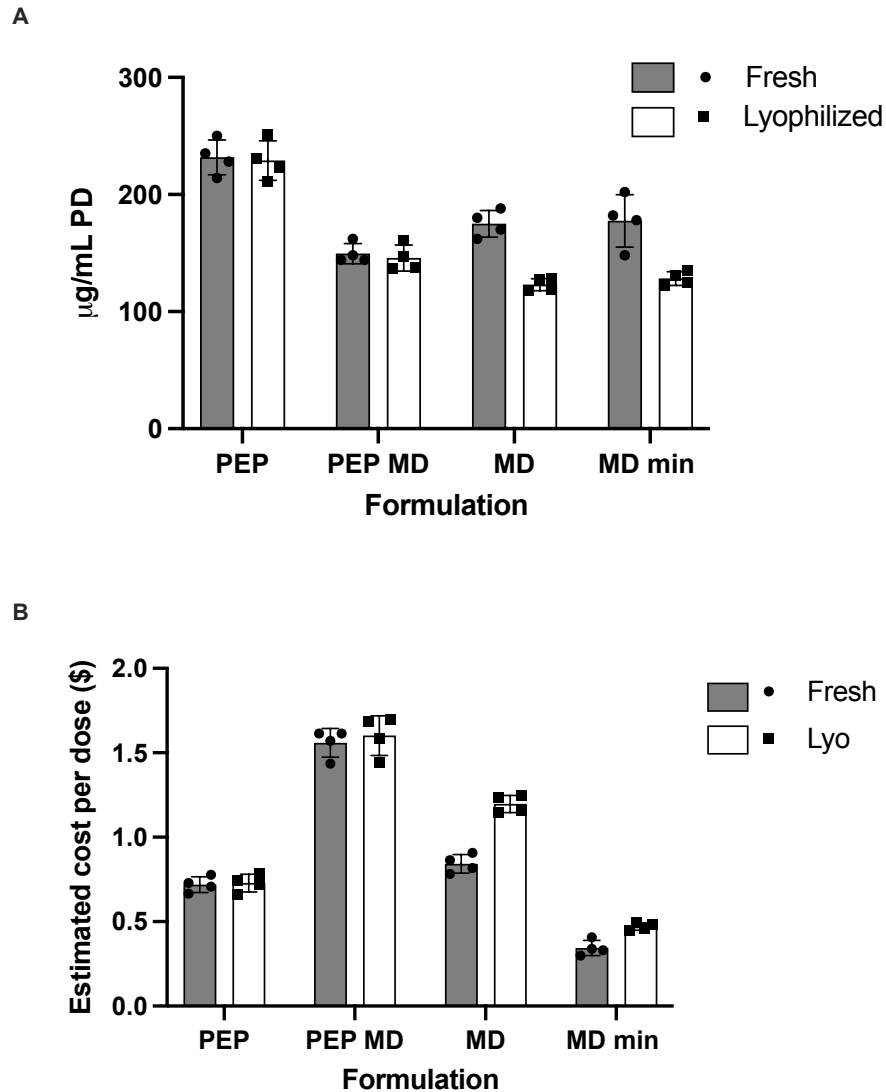 A
300
200
100
0
μg/mL PD
Fresh
Lyophilized
PEP
PEP MD
MD
MD min
Formulation
B
2.0
1.5
1.0
0.5
0.0
Estimated cost per dose ($)
Fresh
Lyo
PEP
PEP MD
MD
MD min
Formulation